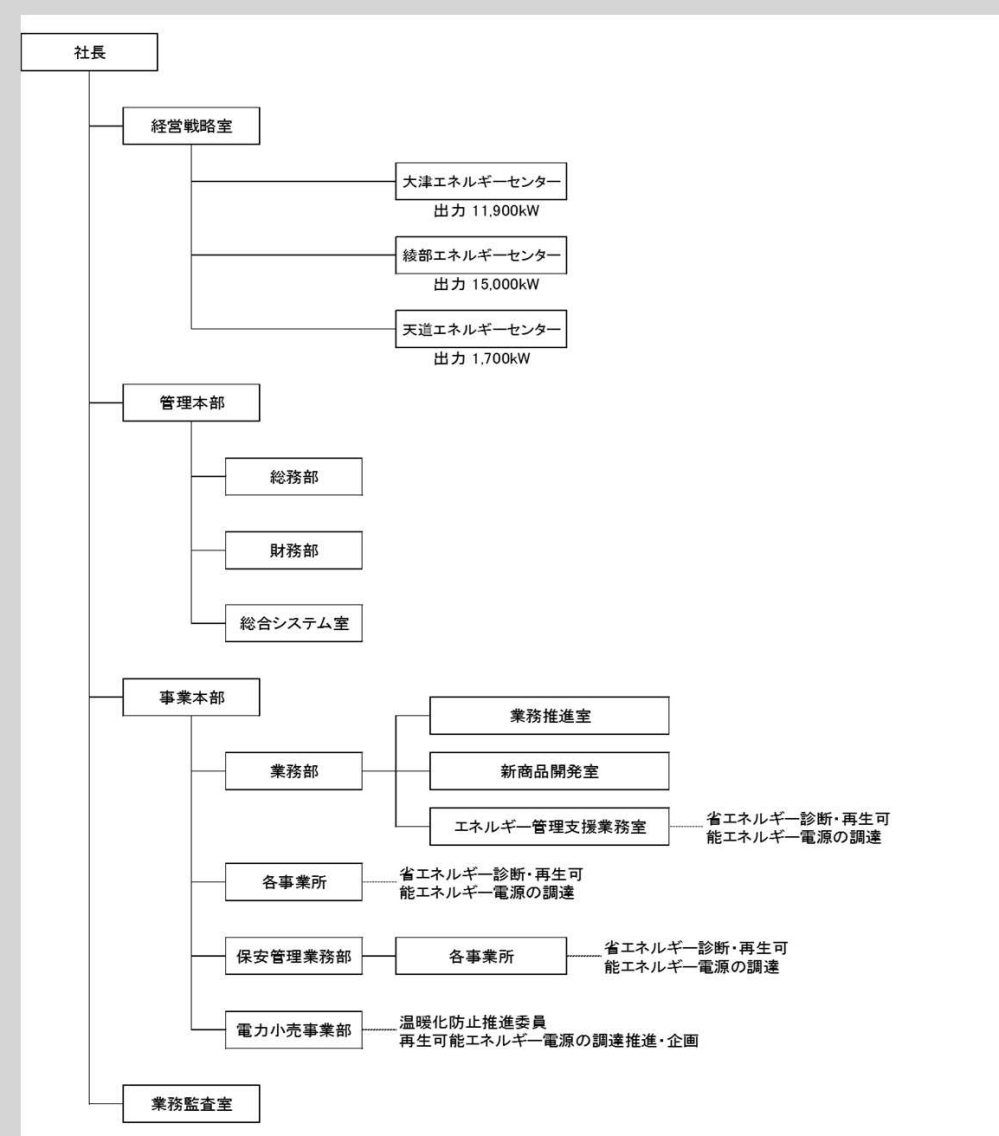 社長
経営戦略室
大津エネルギーセンター
出力 11,900kW
綾部エネルギーセンター
出力 15,000kW
天道エネルギーセンター
出力 1,700kW
管理本部
総務部
財務部
総合システム室
事業本部
業務推進室
業務部
新商品開発室
エネルギー管理支援業務室
省エネルギー診断・再生可
能エネルギー電源の調達
各事業所
省エネルギー診断・再生可
能エネルギー電源の調達
保安管理業務部
各事業所
省エネルギー診断・再生可
能エネルギー電源の調達
電力小売事業部
温暖化防止推進委員
再生可能エネルギー電源の調達推進・企画
業務監査室